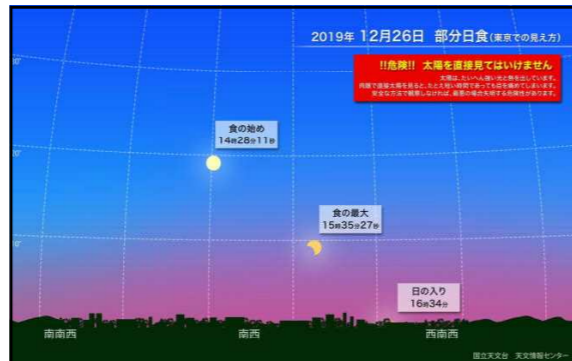 2019年 12月26日 部分日食(東京での見え方)
!!危険!! 太陽を直接見てはいけません
太陽は、たいへん強い光と熱を出しています。
肉眼で直接太陽を見ると、たとえ短い時間であっても目を痛めてしまいます。
安全な方法で観察しなければ、最悪の場合失明する危険性があります。
食の始め
14時28分11秒
食の最大
15時35分27秒
日の入り
16時34分
南南西
南西
西南西
国立天文台 天文情報センター